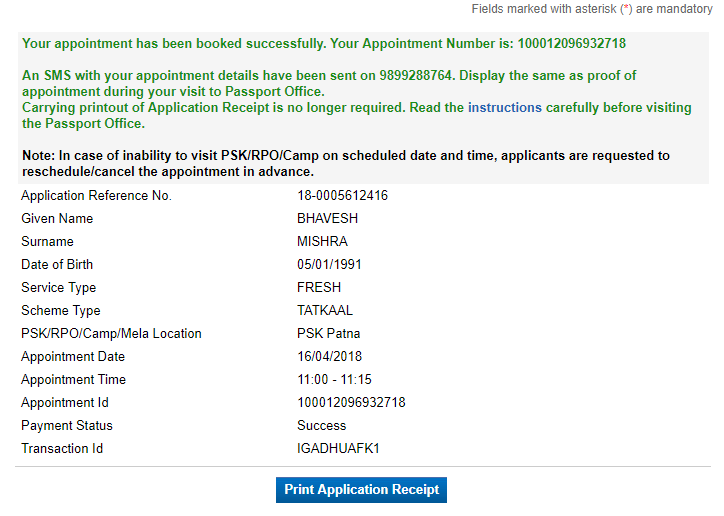 Fields marked with asterisk (*) are mandatory
Your appointment has been booked successfully. Your Appointment Number is: 100012096932718
An SMS with your appointment details have been sent on 9899288764. Display the same as proof of
appointment during your visit to Passport Office.
Carrying printout of Application Receipt is no longer required. Read the instructions carefully before visiting
the Passport Office.
Note: In case of inability to visit PSK/RPO/Camp on scheduled date and time, applicants are requested to
reschedule/cancel the appointment in advance.
Application Reference No. 18-0005612416
Given Name BHAVESH
Surname MISHRA
Date of Birth 05/01/1991
Service Type FRESH
Scheme Type TATKAAL
PSK/RPO/Camp/Mela Location PSK Patna
Appointment Date 16/04/2018
Appointment Time 11:00 - 11:15
Appointment Id 100012096932718
Payment Status Success
Transaction Id IGADHUAFK1
Print Application Receipt